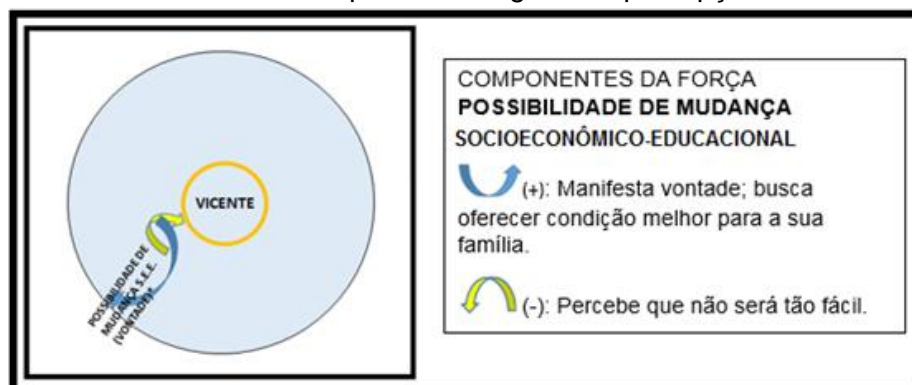 VICENTE
POSSIBILIDADE DE
MUDANÇA S.E.E.
(VONTADE)
COMPONENTES DA FORÇA
POSSIBILIDADE DE MUDANÇA
SOCIOECONÔMICO-EDUCACIONAL
(+): Manifesta vontade; busca
oferecer condição melhor para a sua
família.
(-): Percebe que não será tão fácil.